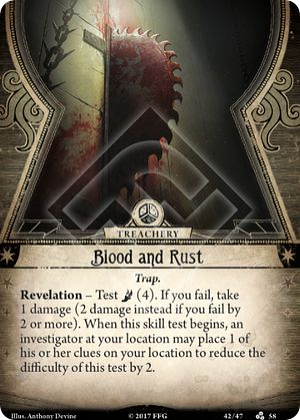 TREACHERY
Blood and Rust
Trap.
Revelation – Test (4). If you fail, take
1 damage (2 damage instead if you fail by
2 or more). When this skill test begins, an
investigator at your location may place 1 of
his or her clues on your location to reduce the
difficulty of this test by 2.
Illus. Anthony Devine © 2017 FFG 42/47 58